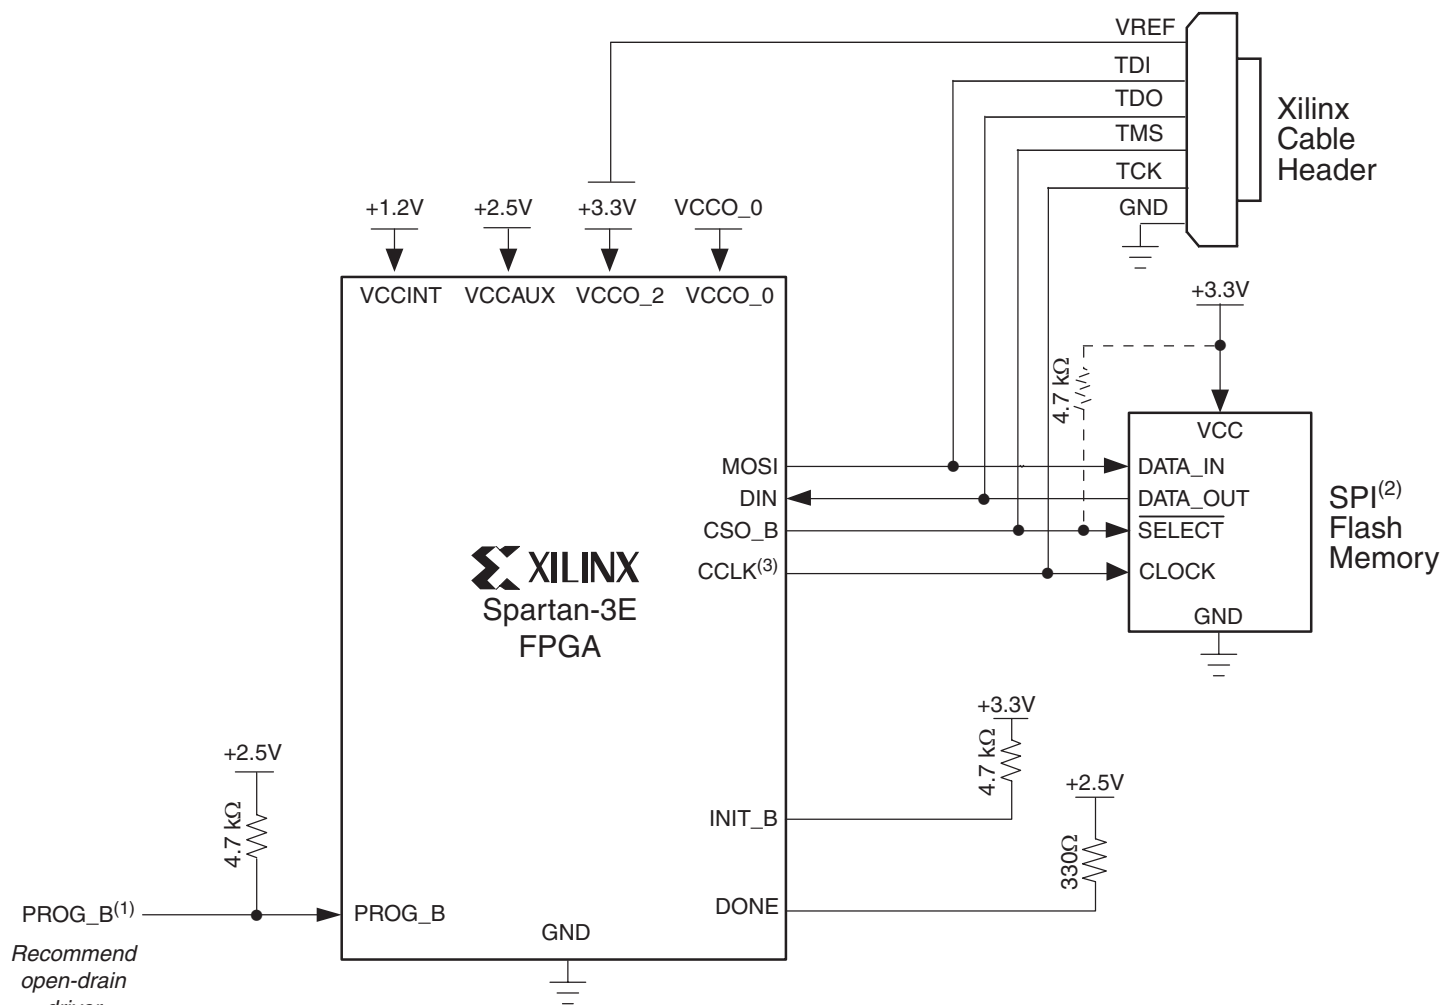 VREF
TDI
TDO
TMS
TCK
GND
Xilinx
Cable
Header
+1.2V
+2.5V
+3.3V
VCCO_0
VCCINT
VCCAUX
VCCO_2
VCCO_0
+3.3V
4.7 kΩ
VCC
MOSI
DIN
CSO_B
CCLK(3)
DATA_IN
DATA_OUT
SELECT
CLOCK
GND
SPI(2)
Flash
Memory
XILINX
Spartan-3E
FPGA
+3.3V
4.7 kΩ
INIT_B
+2.5V
330Ω
DONE
+2.5V
4.7 kΩ
PROG_B(1)
PROG_B
GND
Recommend
open-drain
driver